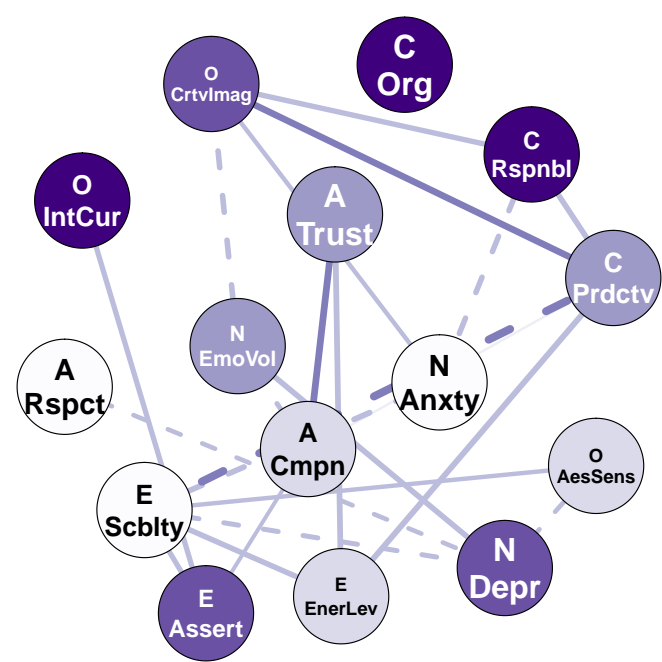 C
Org
O
CrtvImag
C
Rspnbl
O
IntCur
A
Trust
C
Prdctv
N
EmoVol
A
Rspct
N
Anxty
A
Cmpn
O
AesSens
E
Scblty
N
Depr
E
EnerLev
E
Assert